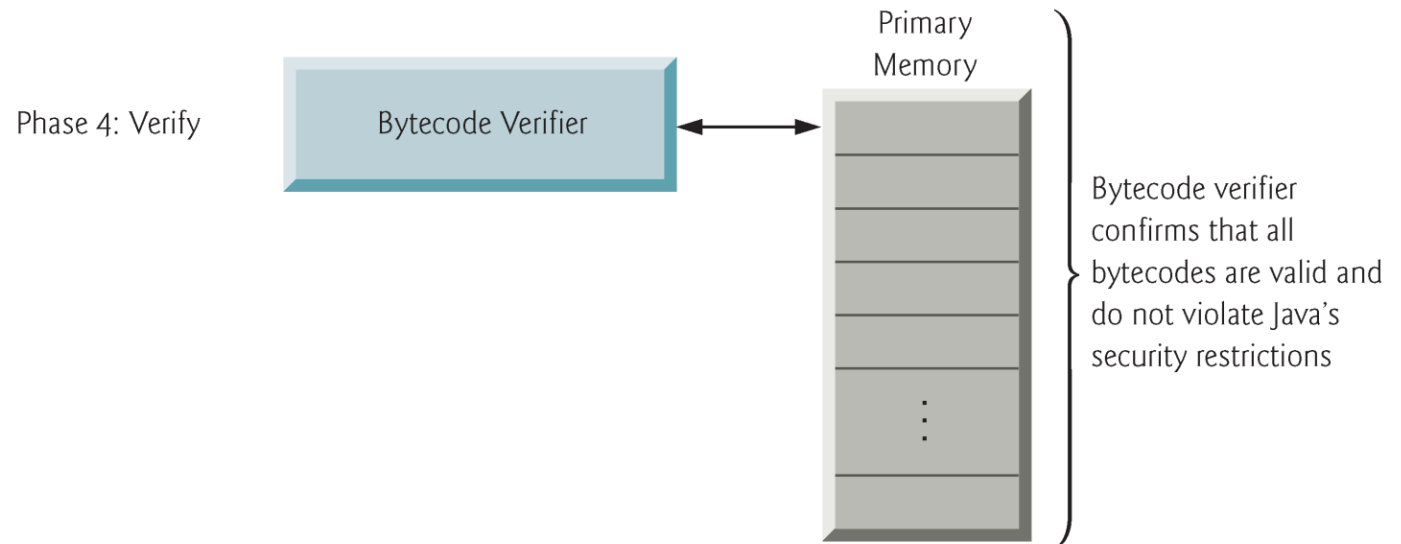 Phase 4: Verify
Bytecode Verifier
Primary
Memory
Bytecode verifier
confirms that all
bytecodes are valid and
do not violate Java’s
security restrictions